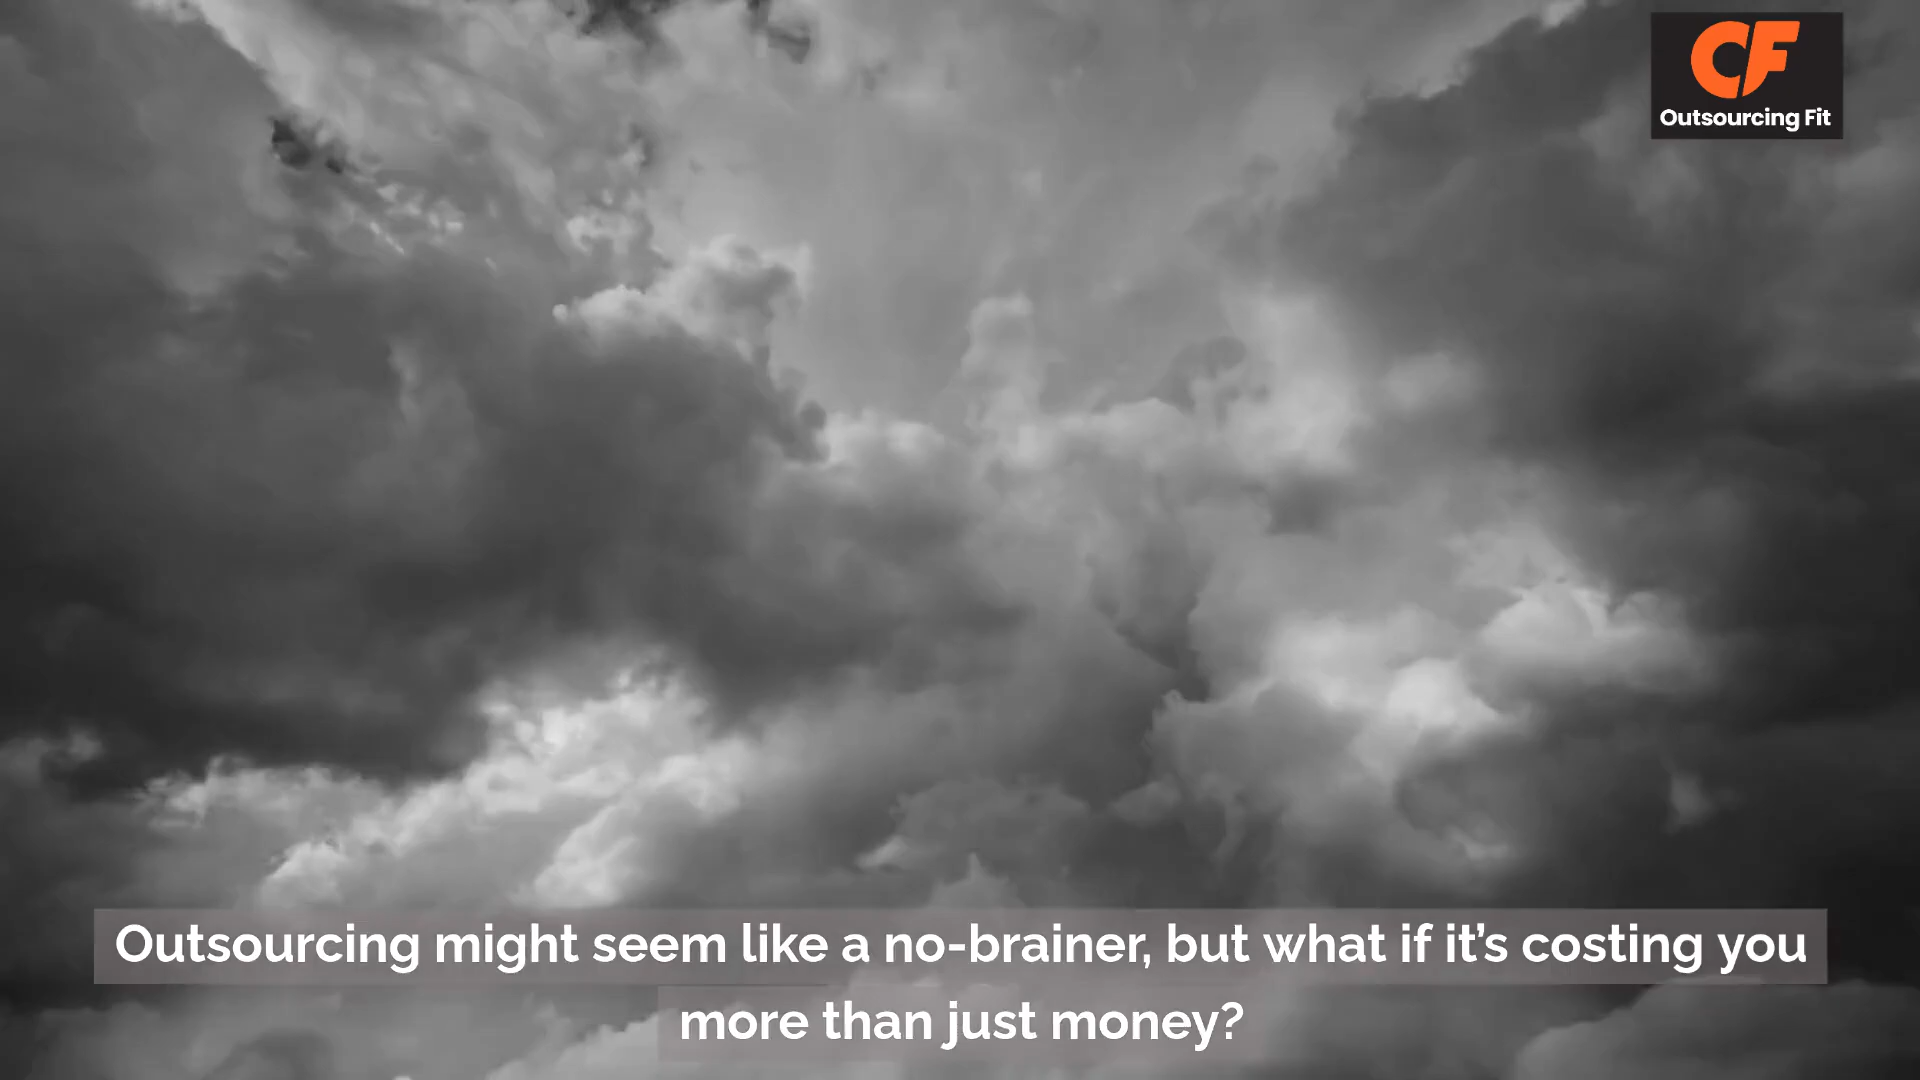 CF
Outsourcing Fit
Outsourcing might seem like a no-brainer, but what if it's costing you
more than just money?